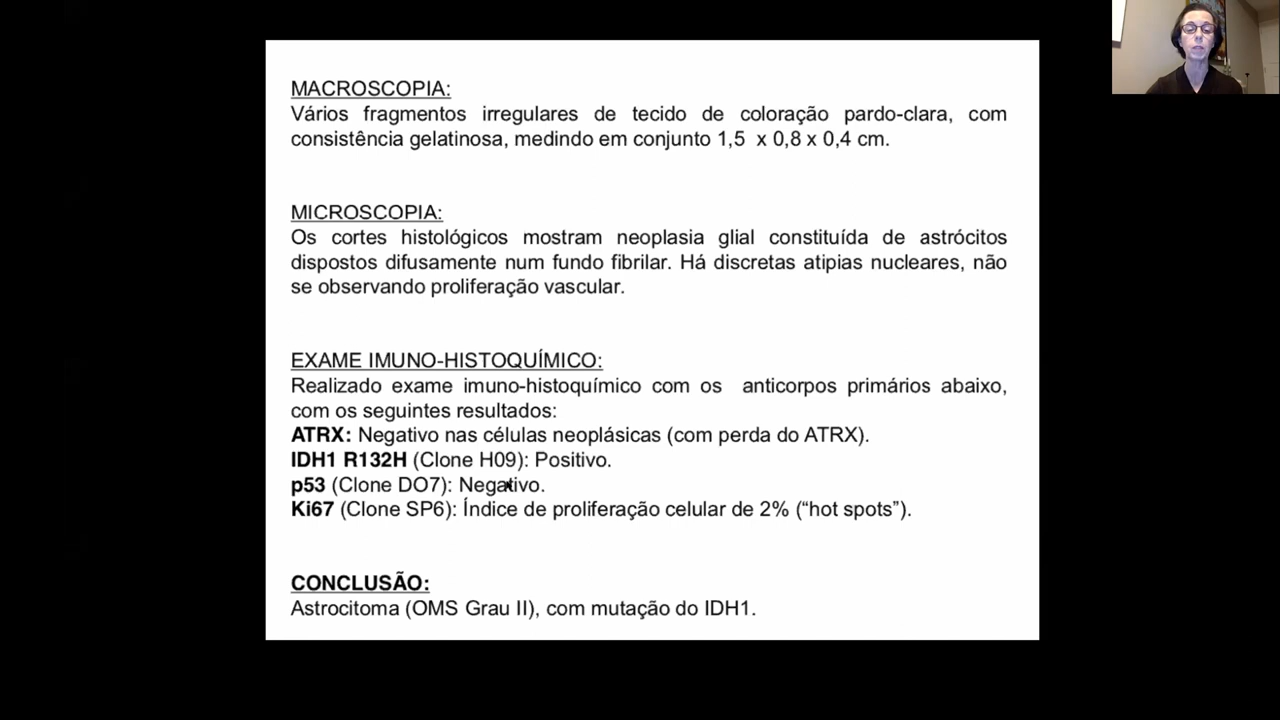 MACROSCOPIA:
Vários fragmentos irregulares de tecido de coloração pardo-clara, com
consistência gelatinosa, medindo em conjunto 1,5 x 0,8 x 0,4 cm.
MICROSCOPIA:
Os cortes histológicos mostram neoplasia glial constituída de astrócitos
dispostos difusamente num fundo fibrilar. Há discretas atipias nucleares, não
se observando proliferação vascular.
EXAME IMUNO-HISTOQUÍMICO:
Realizado exame imuno-histoquímico com os anticorpos primários abaixo,
com os seguintes resultados:
ATRX: Negativo nas células neoplásicas (com perda do ATRX).
IDH1 R132H (Clone H09): Positivo.
p53 (Clone DO7): Negativo.
Ki67 (Clone SP6): Índice de proliferação celular de 2% (“hot spots”).
CONCLUSÃO:
Astrocitoma (OMS Grau II), com mutação do IDH1.